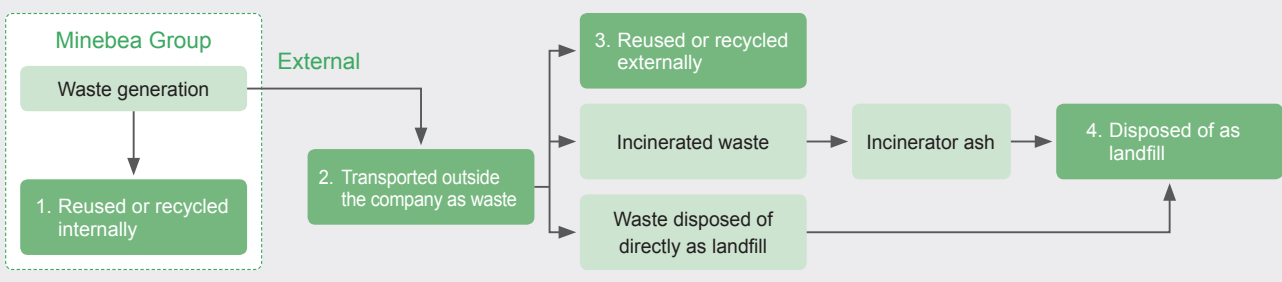 Minebea Group
Waste generation
1. Reused or recycled
internally
External
2. Transported outside
the company as waste
3. Reused or recycled
externally
Incinerated waste
Incinerator ash
Waste disposed of
directly as landfill
4. Disposed of as
landfill